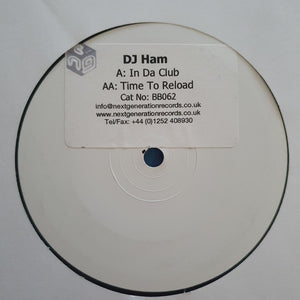 DJ Ham
A: In Da Club
AA: Time To Reload
Cat No: BB062
info@nextgenerationrecords.co.uk
www.nextgenerationrecords.co.uk
Tel/Fax: +44 (0)1252 408930